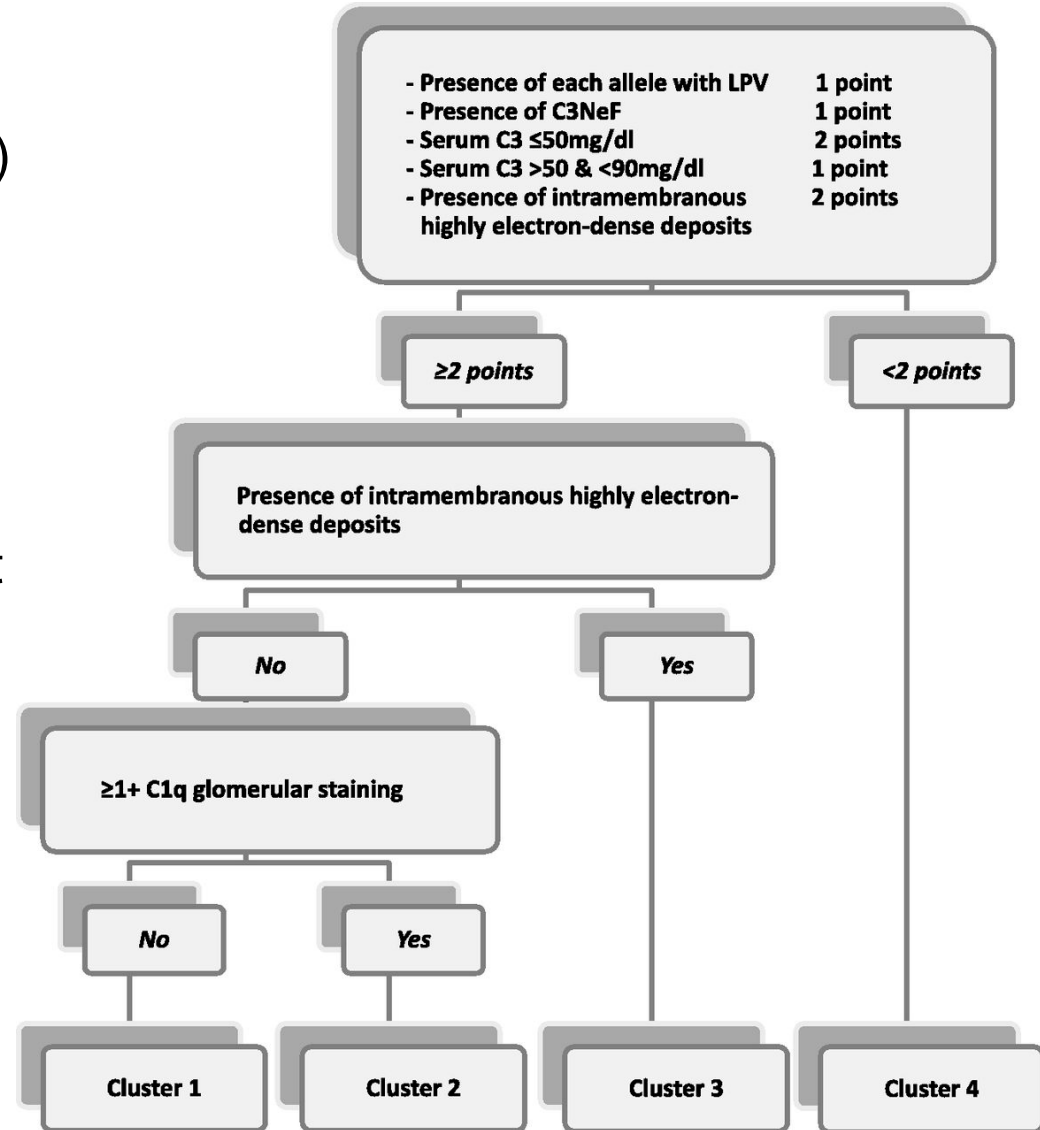 - Presence of each allele with LPV 1 point
- Presence of C3NeF 1 point
- Serum C3 ≤50mg/dl 2 points
- Serum C3 >50 & <90mg/dl 1 point
- Presence of intramembranous 2 points
highly electron-dense deposits
)
≥2 points
<2 points
Presence of intramembranous highly electron-
dense deposits
No
Yes
≥1+ C1q glomerular staining
No
Yes
Cluster 1
Cluster 2
Cluster 3
Cluster 4